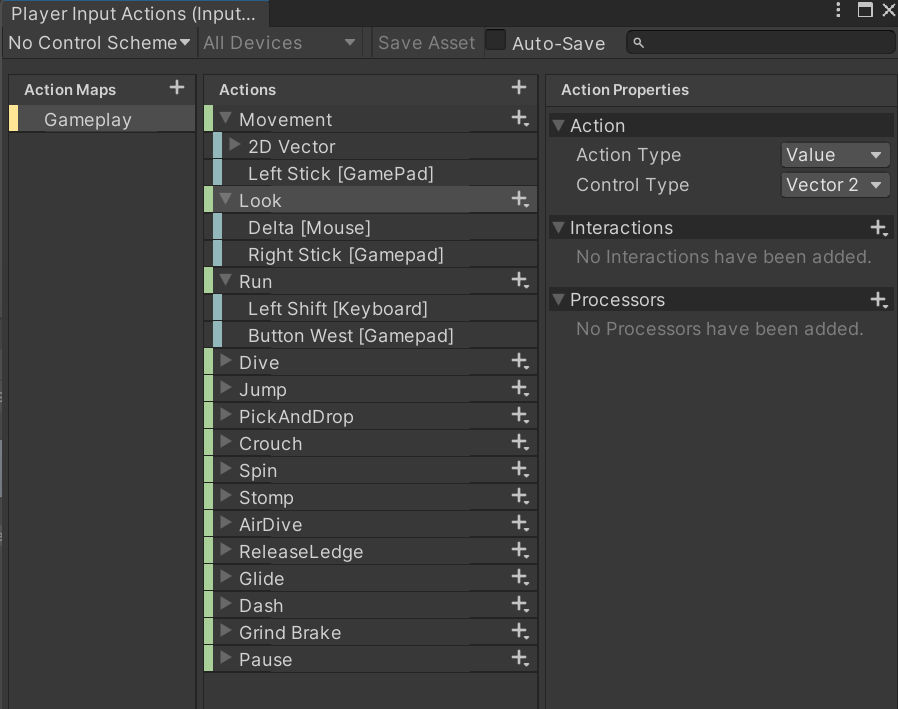 Player Input Actions (Input...
No Control Scheme All Devices Save Asset Auto-Save
Action Maps
Gameplay
Actions
Movement
2D Vector
Left Stick [GamePad]
Look
Delta [Mouse]
Right Stick [Gamepad]
Run
Left Shift [Keyboard]
Button West [Gamepad]
Dive
Jump
PickAndDrop
Crouch
Spin
Stomp
AirDive
ReleaseLedge
Glide
Dash
Grind Brake
Pause
Action Properties
Action
Action Type Value
Control Type Vector 2
Interactions
No Interactions have been added.
Processors
No Processors have been added.